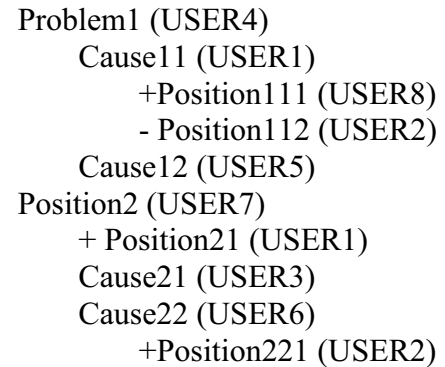 Problem1 (USER4)
Cause11 (USER1)
+Position111 (USER8)
- Position112 (USER2)
Cause12 (USER5)
Position2 (USER7)
+ Position21 (USER1)
Cause21 (USER3)
Cause22 (USER6)
+Position221 (USER2)